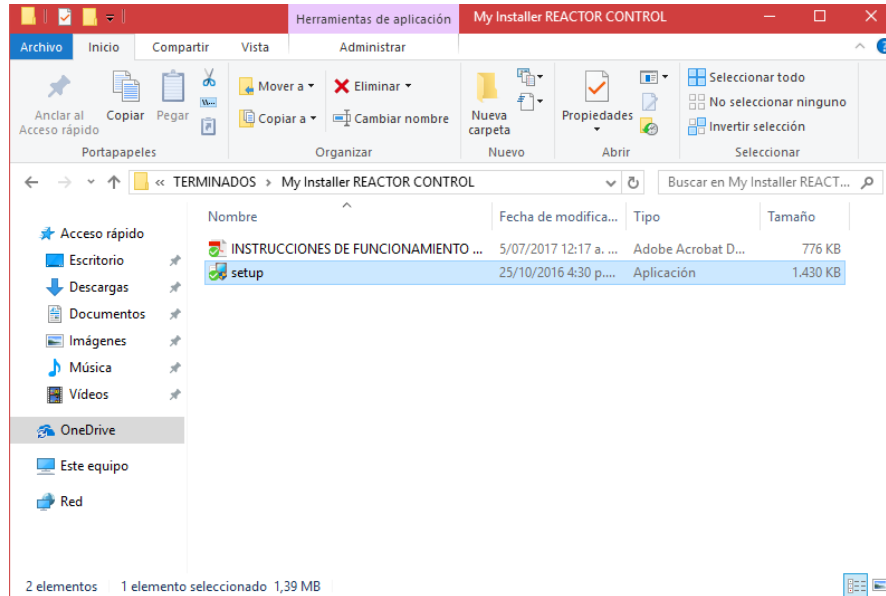 Herramientas de aplicación My Installer REACTOR CONTROL
Archivo Inicio Compartir Vista Administrar
Anclar al Acceso rápido
Copiar
Pegar
Mover a
Copiar a
Eliminar
Cambiar nombre
Nueva carpeta
Propiedades
Seleccionar todo
No seleccionar ninguno
Invertir selección
Portapapeles Organizar Nuevo Abrir Seleccionar
« TERMINADOS > My Installer REACTOR CONTROL Buscar en My Installer REACT...
Nombre Fecha de modifica... Tipo Tamaño
INSTRUCCIONES DE FUNCIONAMIENTO ... 5/07/2017 12:17 a. ... Adobe Acrobat D... 776 KB
setup 25/10/2016 4:30 p.... Aplicación 1.430 KB
Acceso rápido
Escritorio
Descargas
Documentos
Imágenes
Música
Vídeos
OneDrive
Este equipo
Red
2 elementos 1 elemento seleccionado 1,39 MB